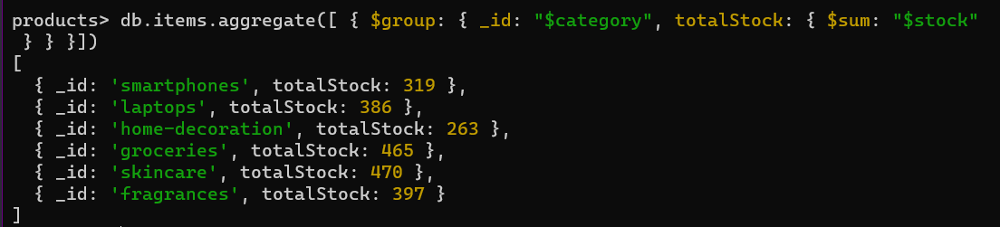 products> db.items.aggregate([ { $group: { _id: "$category", totalStock: { $sum: "$stock"
 } } }])
[
  { _id: 'smartphones', totalStock: 319 },
  { _id: 'laptops', totalStock: 386 },
  { _id: 'home-decoration', totalStock: 263 },
  { _id: 'groceries', totalStock: 465 },
  { _id: 'skincare', totalStock: 470 },
  { _id: 'fragrances', totalStock: 397 }
]